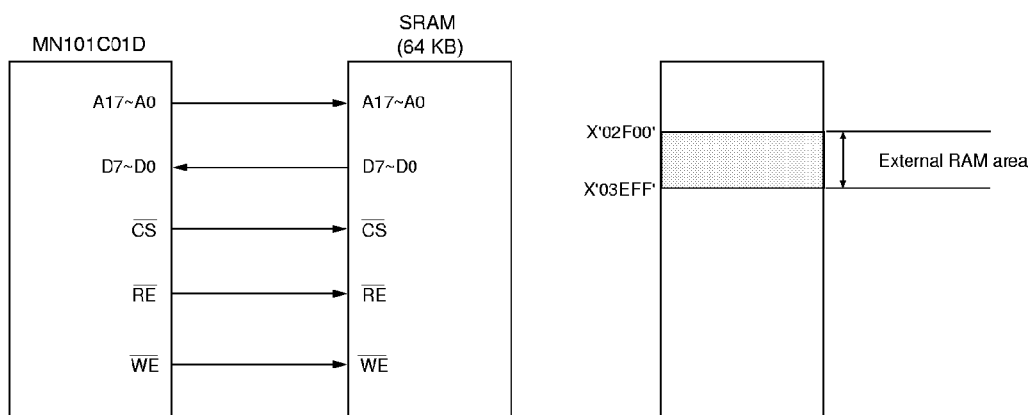 MN101C01D
SRAM
(64 KB)
A17~A0
A17~A0
D7~D0
D7~D0
CS
CS
RE
RE
WE
WE
X'02F00'
X'03EFF'
External RAM area